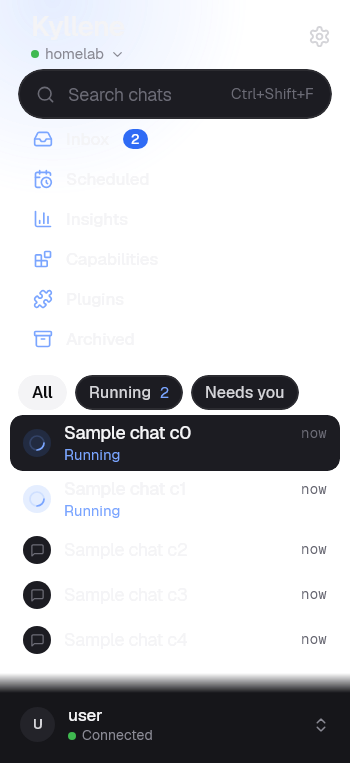 Kyllenios
homelab
Search chats Ctrl+Shift+F
Inbox 2
Scheduled
Insights
Capabilities
Plugins
Archived
All Running 2 Needs you
Sample chat c0 now
Running
Sample chat c1 now
Running
Sample chat c2 now
Sample chat c3 now
Sample chat c4 now
U user
Connected